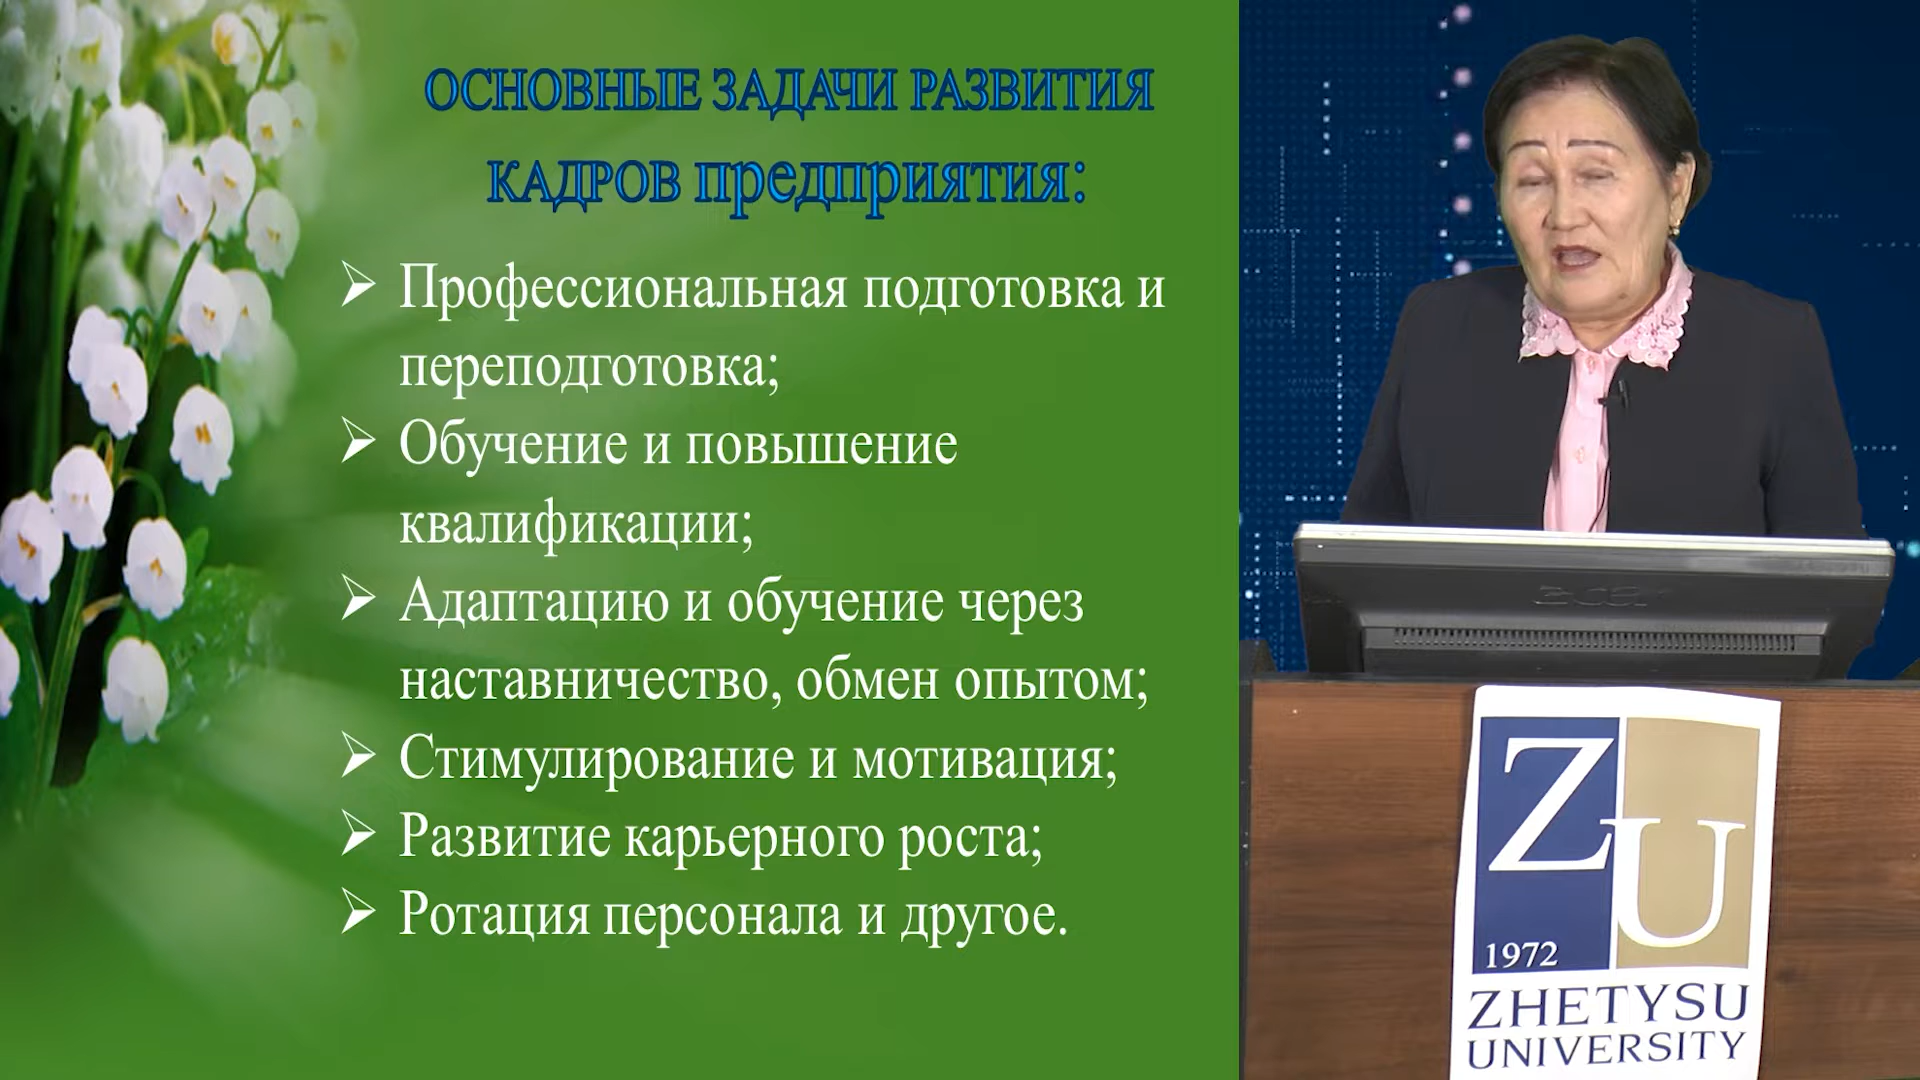 ОСНОВНЫЕ ЗАДАЧИ РАЗВИТИЯ
КАДРОВ предприятия:
Профессиональная подготовка и
переподготовка;
Обучение и повышение
квалификации;
Адаптацию и обучение через
наставничество, обмен опытом;
Стимулирование и мотивация;
Развитие карьерного роста;
Ротация персонала и другое.
acer
ZU
1972
ZHETYSU
UNIVERSITY